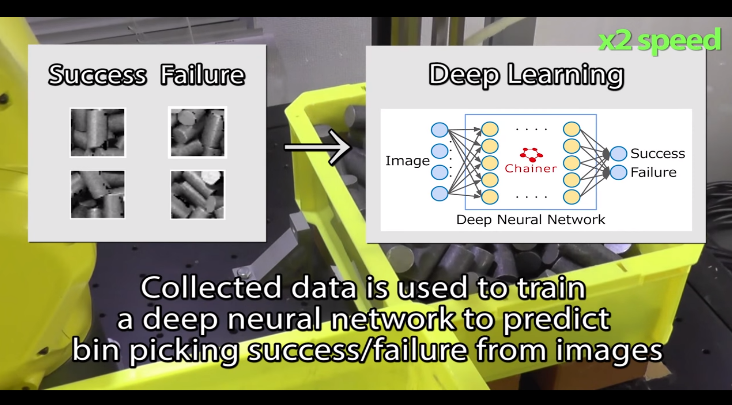 x2 speed
Success Failure
Deep Learning
Image
Chainer
Success
Failure
Deep Neural Network
Collected data is used to train
a deep neural network to predict
bin picking success/failure from images